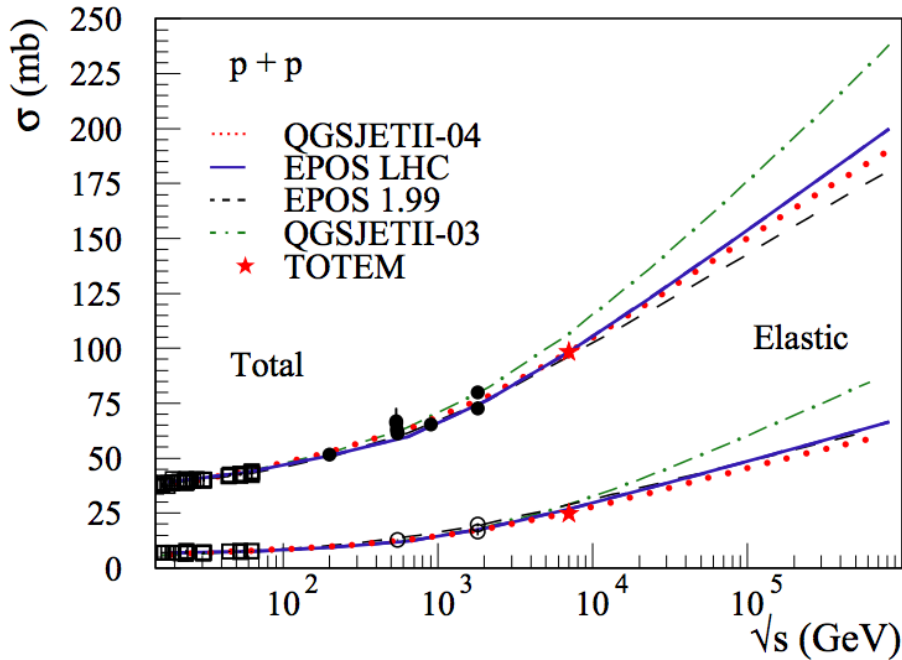 250
225
200
175
150
125
100
75
50
25
0
σ (mb)
p + p
QGSJETII-04
EPOS LHC
EPOS 1.99
QGSJETII-03
TOTEM
Total
Elastic
10²
10³
10⁴
10⁵
√s (GeV)